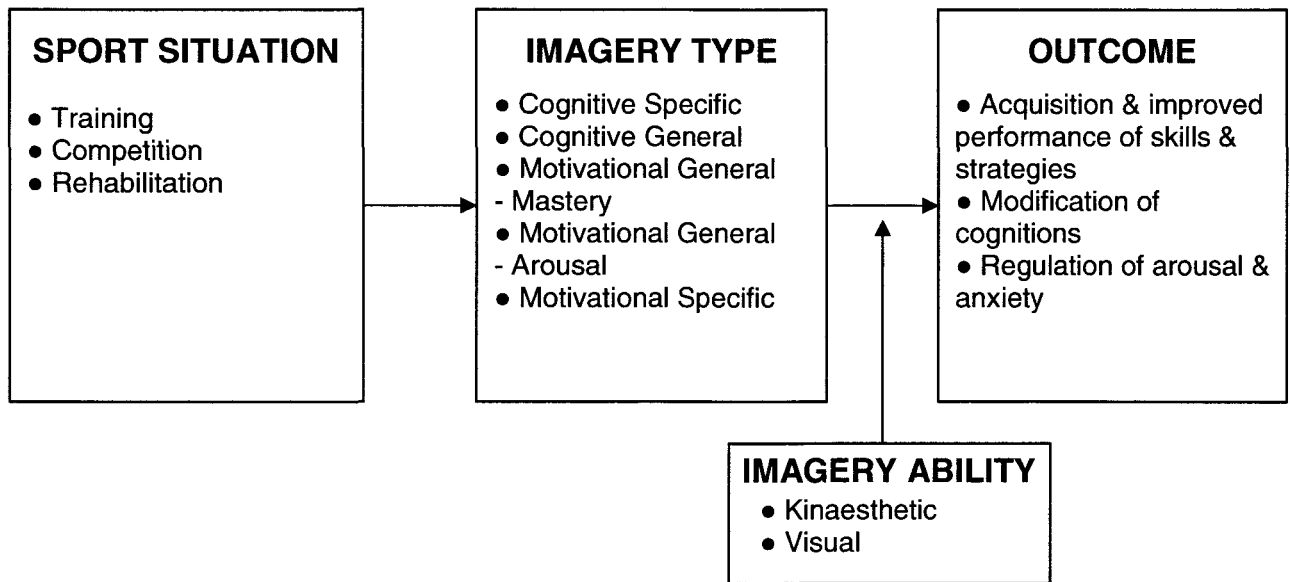 SPORT SITUATION
● Training
● Competition
● Rehabilitation
IMAGERY TYPE
● Cognitive Specific
● Cognitive General
● Motivational General
- Mastery
● Motivational General
- Arousal
● Motivational Specific
OUTCOME
● Acquisition & improved
performance of skills &
strategies
● Modification of
cognitions
● Regulation of arousal &
anxiety
IMAGERY ABILITY
● Kinaesthetic
● Visual